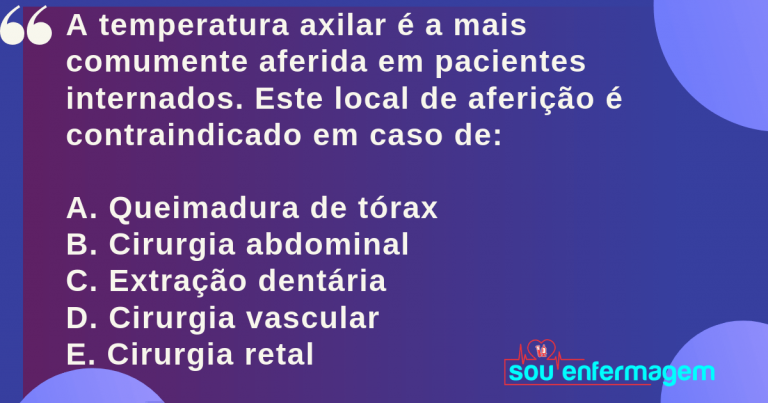 A temperatura axilar é a mais
comumente aferida em pacientes
internados. Este local de aferição é
contraindicado em caso de:
A. Queimadura de tórax
B. Cirurgia abdominal
C. Extração dentária
D. Cirurgia vascular
E. Cirurgia retal
sou enfermagem